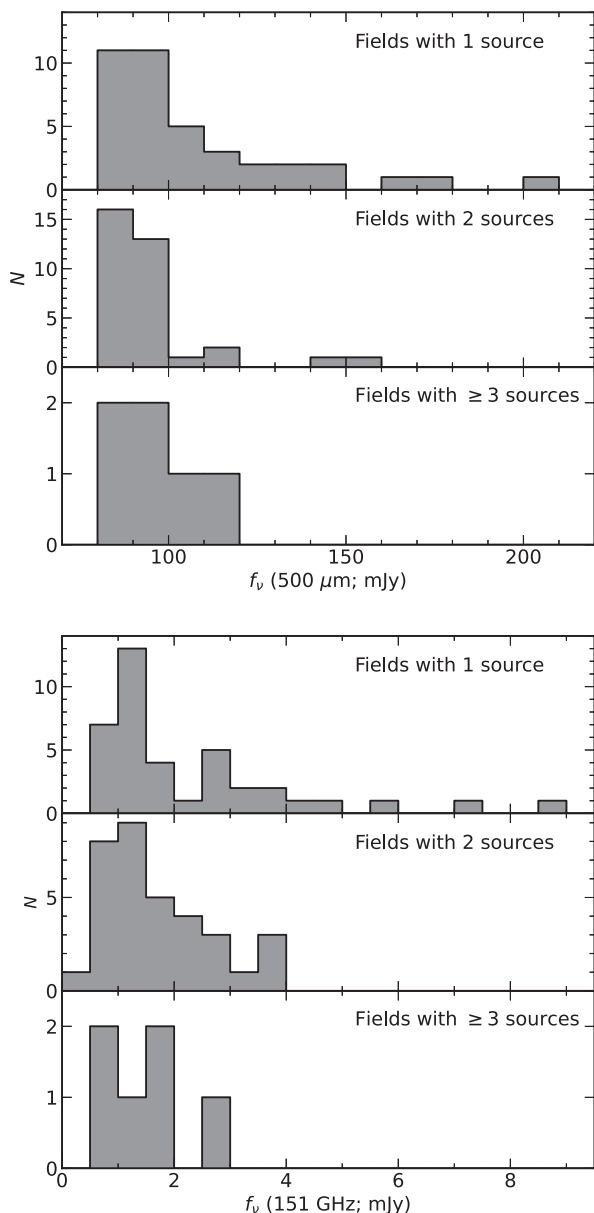 Fields with 1 source
10
5
0
Fields with 2 sources
15
10
5
0
N
Fields with ≥ 3 sources
2
1
0
100
150
200
fν (500 μm; mJy)
Fields with 1 source
10
5
0
Fields with 2 sources
5
0
N
Fields with ≥ 3 sources
2
1
0
0
2
4
6
8
fν (151 GHz; mJy)